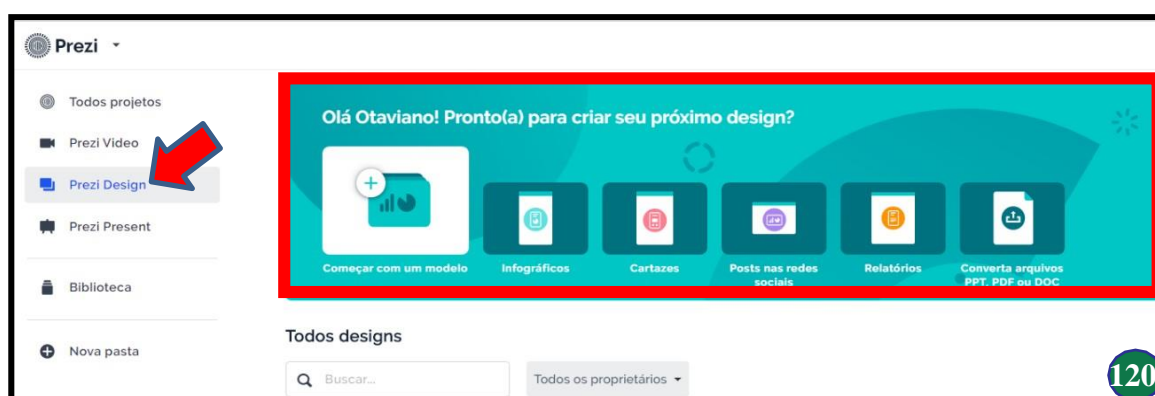 Prezi
Todos projetos
Prezi Video
Prezi Design
Prezi Present
Biblioteca
Nova pasta
Olá Otaviano! Pronto(a) para criar seu próximo design?
Começar com um modelo
Infográficos
Cartazes
Posts nas redes
sociais
Relatórios
Converta arquivos
PPT, PDF ou DOC
Todos designs
Buscar...
Todos os proprietários
120